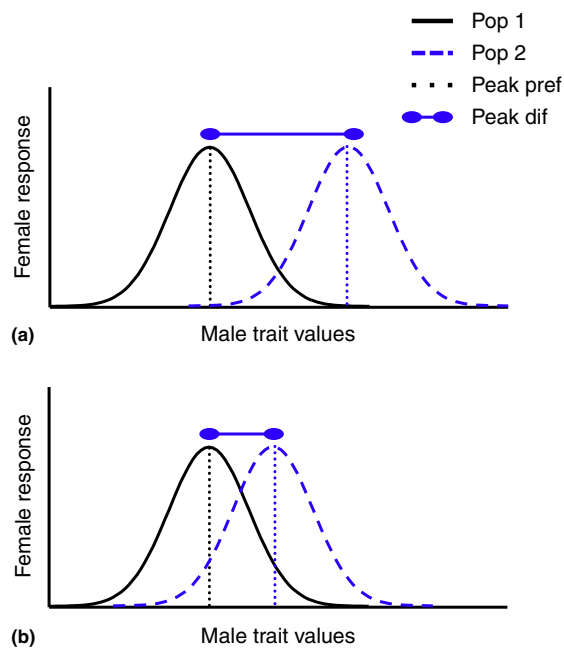 Pop 1
Pop 2
Peak pref
Peak dif
Female response
(a)
Male trait values
Female response
(b)
Male trait values